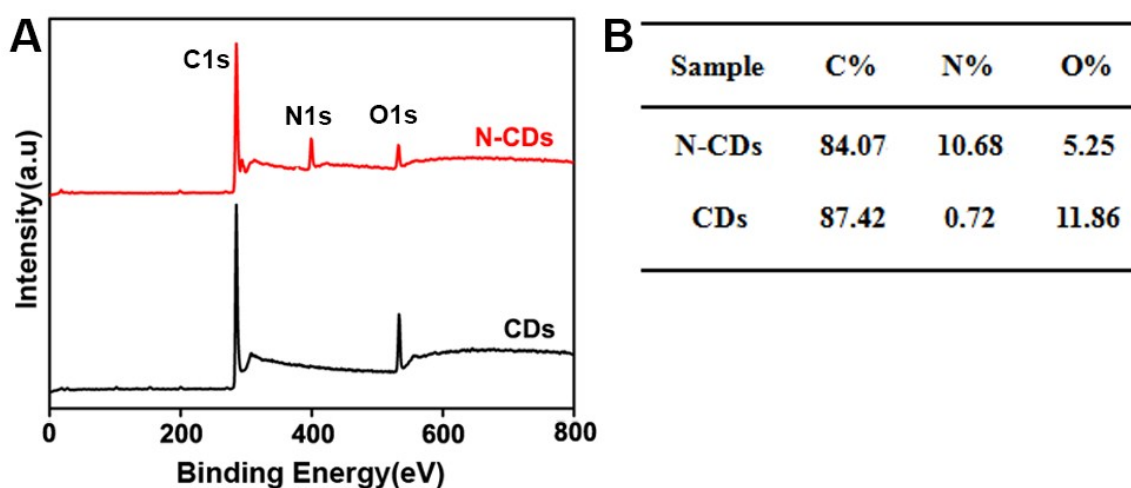 A
C1s
N1s
O1s
N-CDs
CDs
Intensity(a.u)
0
200
400
600
800
Binding Energy(eV)
B
Sample C% N% O%
N-CDs 84.07 10.68 5.25
CDs 87.42 0.72 11.86